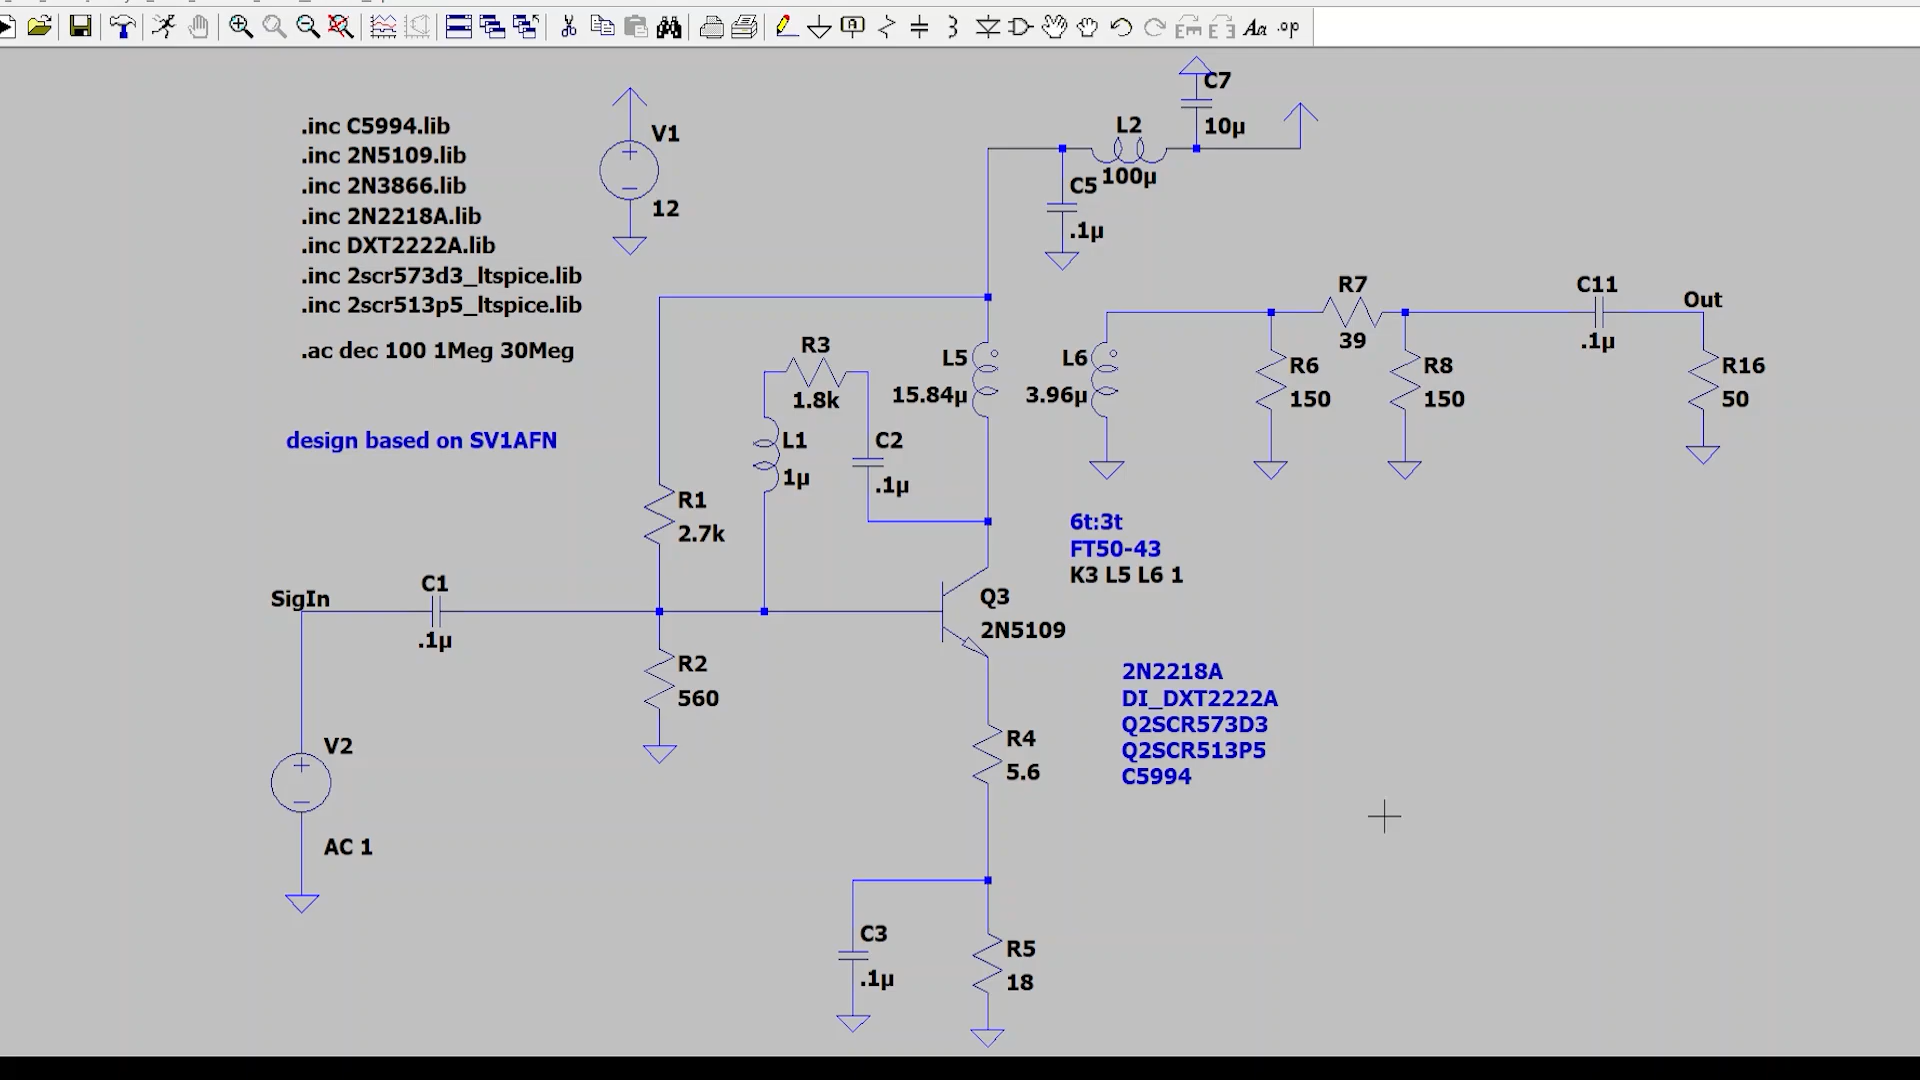 .op
C7
10µ
L2
100µ
V1
12
C5
.1µ
.inc C5994.lib
.inc 2N5109.lib
.inc 2N3866.lib
.inc 2N2218A.lib
.inc DXT2222A.lib
.inc 2scr573d3_ltspice.lib
.inc 2scr513p5_ltspice.lib
.ac dec 100 1Meg 30Meg
design based on SV1AFN
R3
1.8k
L1
1µ
C2
.1µ
L5
15.84µ
L6
3.96µ
R7
39
R6
150
R8
150
C11
.1µ
Out
R16
50
R1
2.7k
6t:3t
FT50-43
K3 L5 L6 1
SigIn
C1
.1µ
Q3
2N5109
R2
560
2N2218A
DI_DXT2222A
Q2SCR573D3
Q2SCR513P5
C5994
V2
AC 1
R4
5.6
C3
.1µ
R5
18